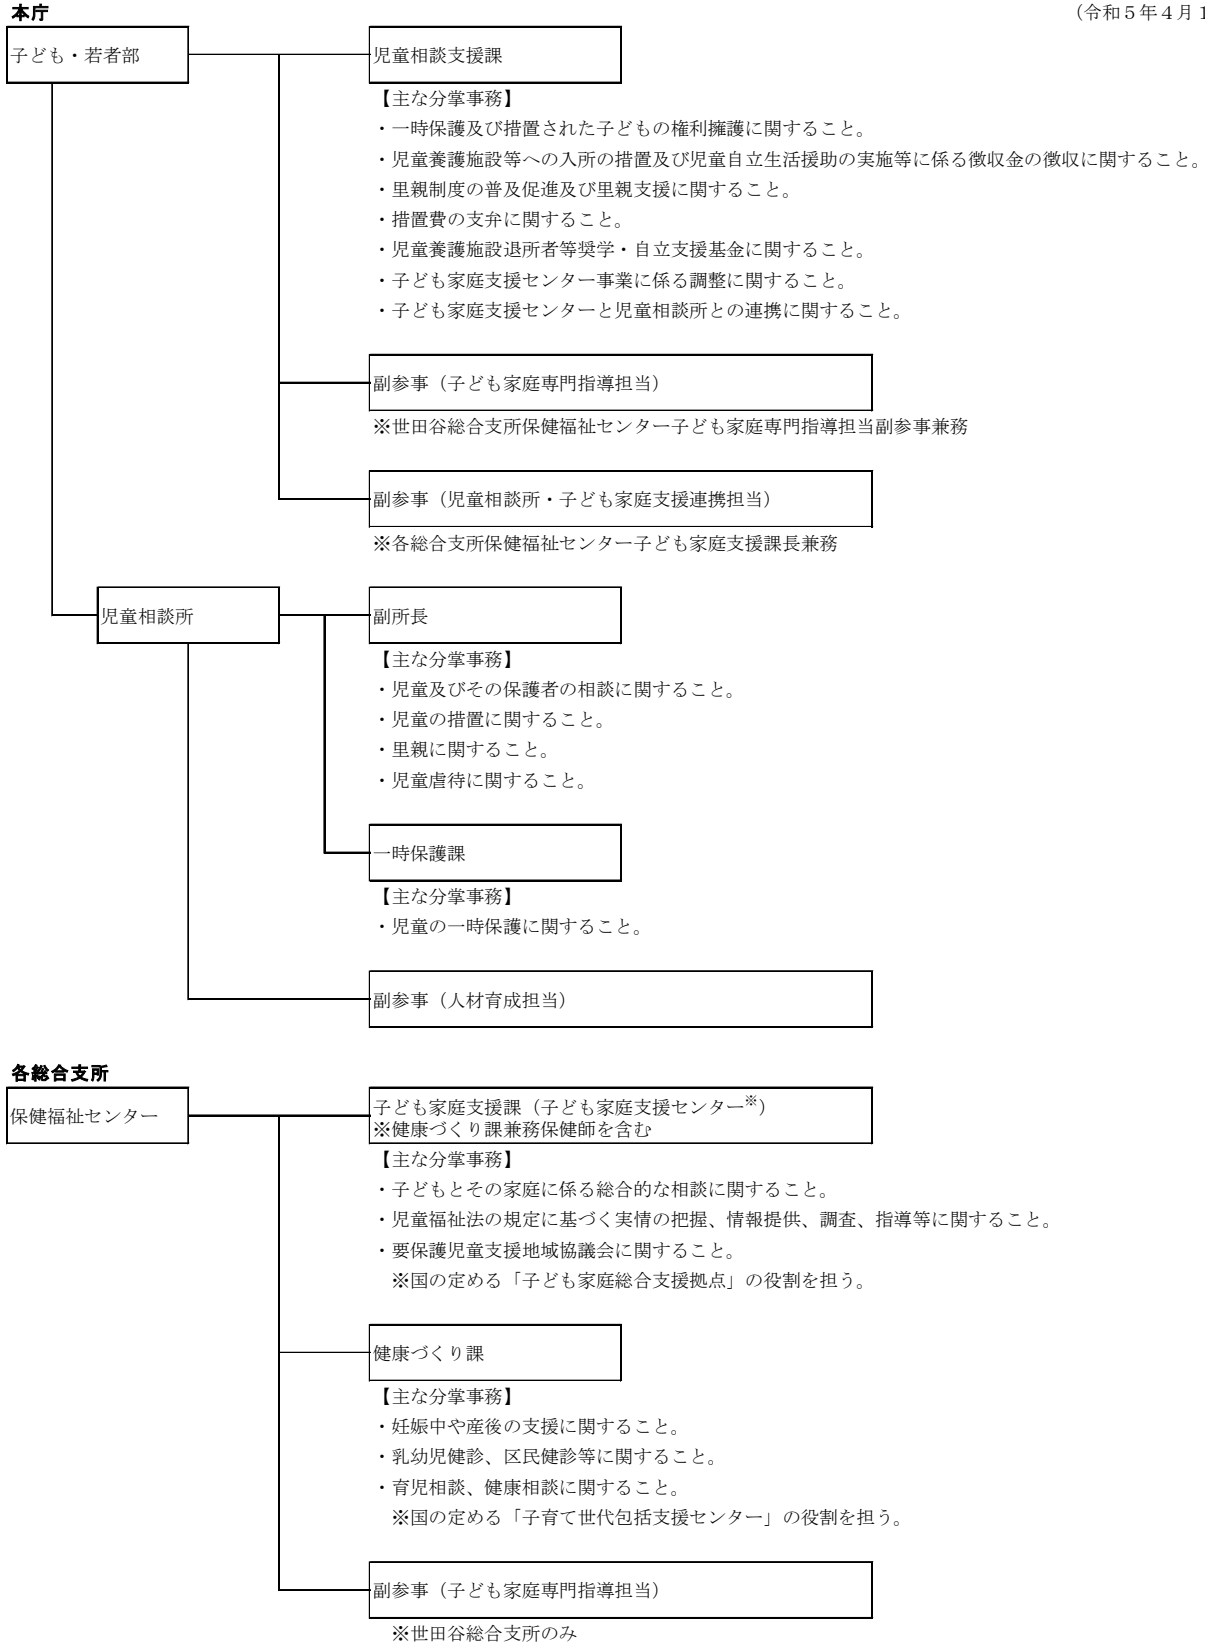 本庁
（令和５年４月１
子ども・若者部
児童相談支援課
【主な分掌事務】
・一時保護及び措置された子どもの権利擁護に関すること。
・児童養護施設等への入所の措置及び児童自立生活援助の実施等に係る徴収金の徴収に関すること。
・里親制度の普及促進及び里親支援に関すること。
・措置費の支弁に関すること。
・児童養護施設退所者等奨学・自立支援基金に関すること。
・子ども家庭支援センター事業に係る調整に関すること。
・子ども家庭支援センターと児童相談所との連携に関すること。
副参事（子ども家庭専門指導担当）
※世田谷総合支所保健福祉センター子ども家庭専門指導担当副参事兼務
副参事（児童相談所・子ども家庭支援連携担当）
※各総合支所保健福祉センター子ども家庭支援課長兼務
児童相談所
副所長
【主な分掌事務】
・児童及びその保護者の相談に関すること。
・児童の措置に関すること。
・里親に関すること。
・児童虐待に関すること。
一時保護課
【主な分掌事務】
・児童の一時保護に関すること。
副参事（人材育成担当）
各総合支所
保健福祉センター
子ども家庭支援課（子ども家庭支援センター※）
※健康づくり課兼務保健師を含む
【主な分掌事務】
・子どもとその家庭に係る総合的な相談に関すること。
・児童福祉法の規定に基づく実情の把握、情報提供、調査、指導等に関すること。
・要保護児童支援地域協議会に関すること。
※国の定める「子ども家庭総合支援拠点」の役割を担う。
健康づくり課
【主な分掌事務】
・妊娠中や産後の支援に関すること。
・乳幼児健診、区民健診等に関すること。
・育児相談、健康相談に関すること。
※国の定める「子育て世代包括支援センター」の役割を担う。
副参事（子ども家庭専門指導担当）
※世田谷総合支所のみ